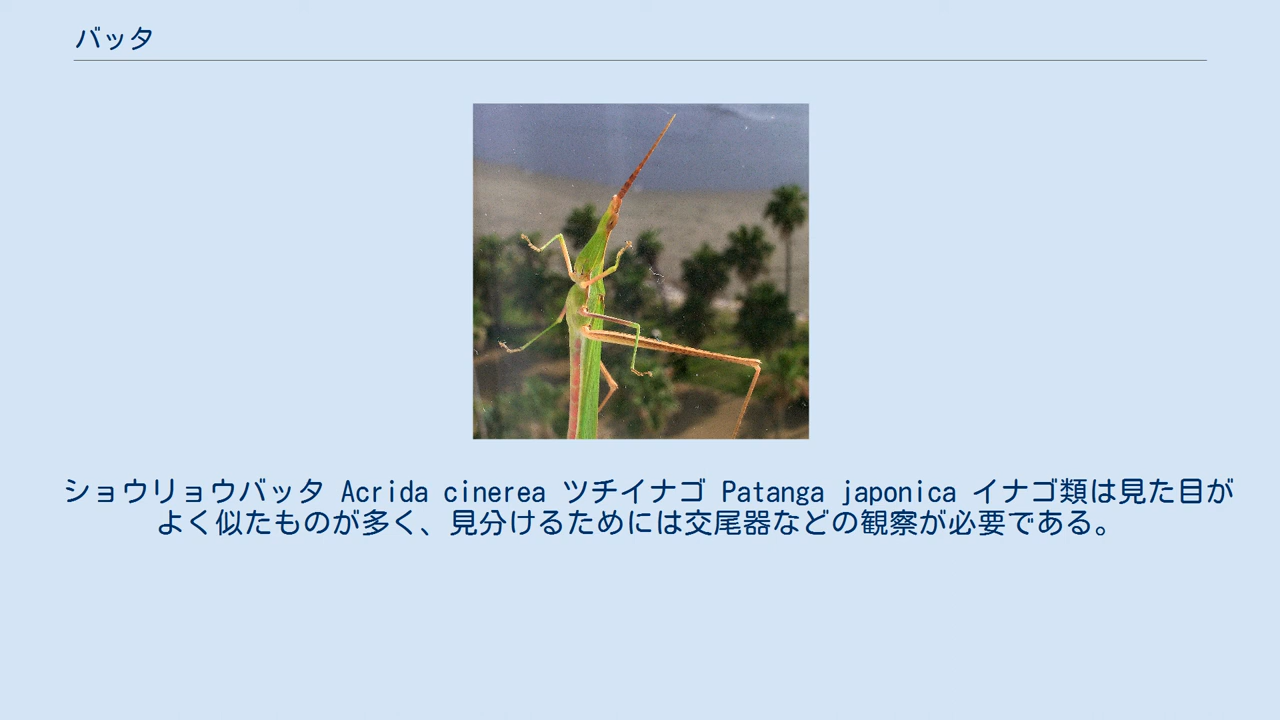 バッタ
ショウリョウバッタ Acrida cinerea ツチイナゴ Patanga japonica イナゴ類は見た目が
よく似たものが多く、見分けるためには交尾器などの観察が必要である。